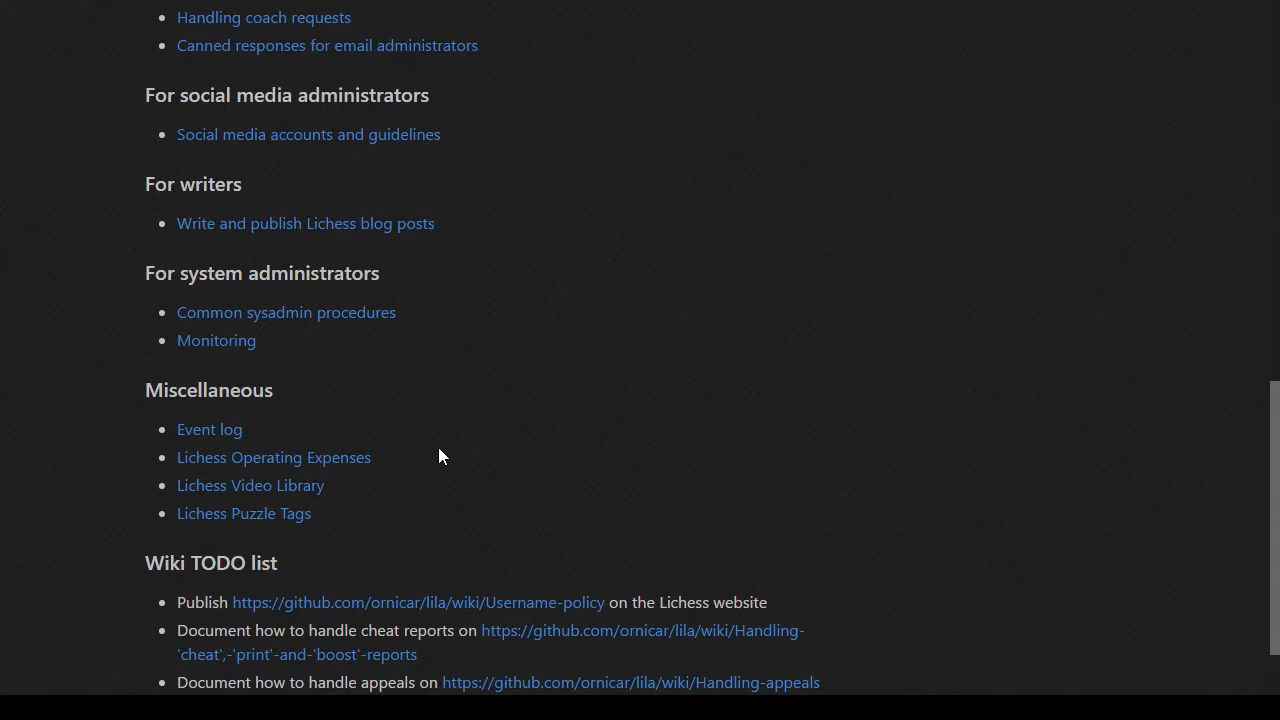 Handling coach requests
Canned responses for email administrators
For social media administrators
Social media accounts and guidelines
For writers
Write and publish Lichess blog posts
For system administrators
Common sysadmin procedures
Monitoring
Miscellaneous
Event log
Lichess Operating Expenses
Lichess Video Library
Lichess Puzzle Tags
Wiki TODO list
Publish https://github.com/ornicar/lila/wiki/Username-policy on the Lichess website
Document how to handle cheat reports on https://github.com/ornicar/lila/wiki/Handling-
'cheat',-'print'-and-'boost'-reports
Document how to handle appeals on https://github.com/ornicar/lila/wiki/Handling-appeals